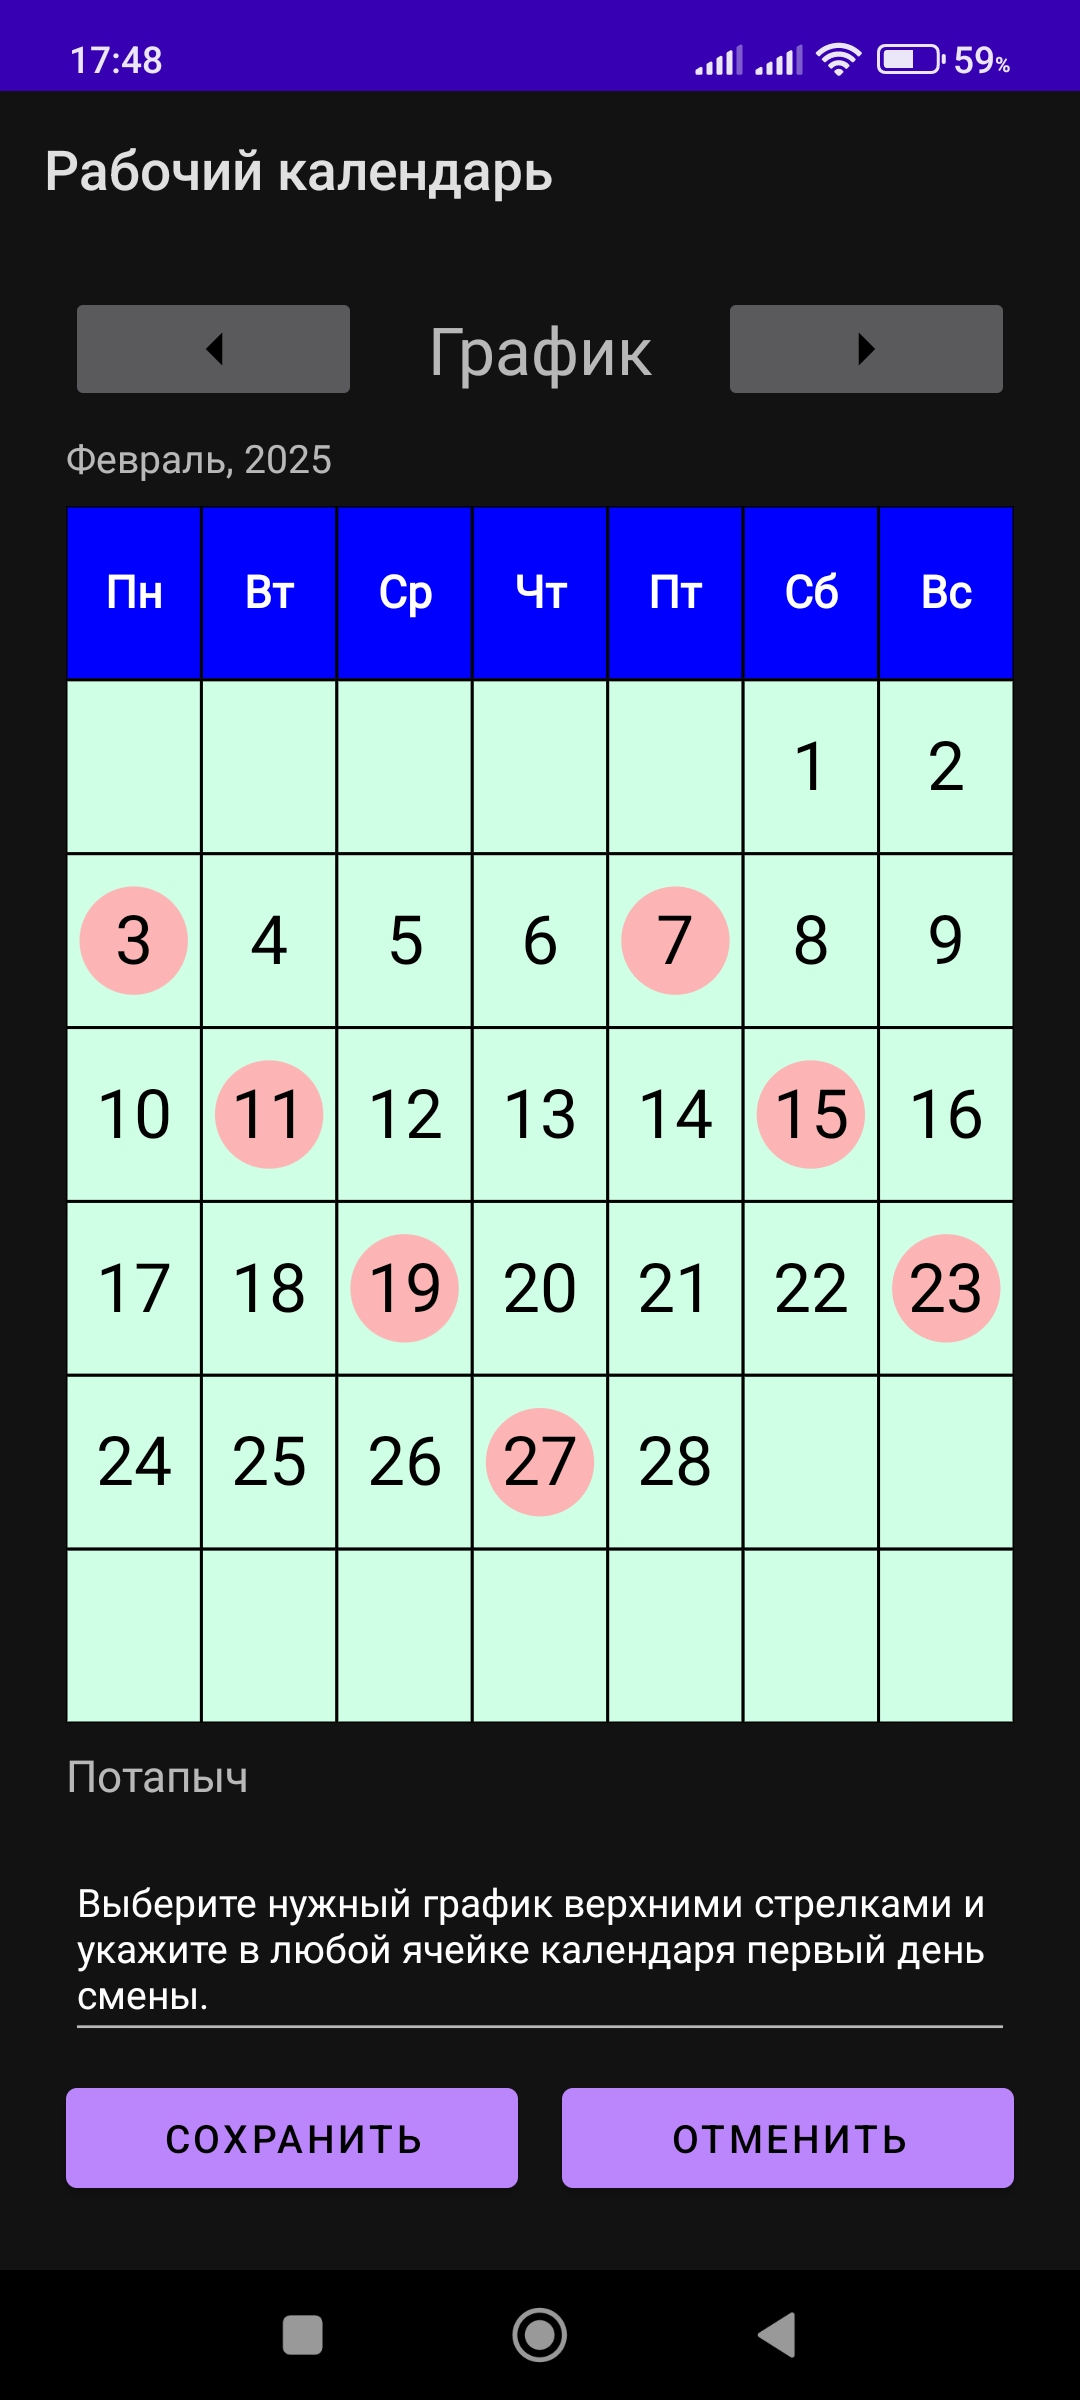 17:48 59%
Рабочий календарь
График
Февраль, 2025
Пн Вт Ср Чт Пт Сб Вс
1 2
3 4 5 6 7 8 9
10 11 12 13 14 15 16
17 18 19 20 21 22 23
24 25 26 27 28
Потапыч
Выберите нужный график верхними стрелками и
укажите в любой ячейке календаря первый день
смены.
СОХРАНИТЬ ОТМЕНИТЬ